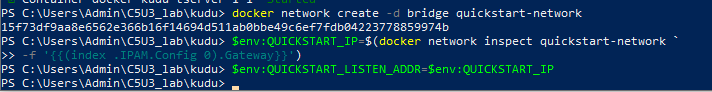 PS C:\Users\Admin\C5U3_lab\kudu> docker network create -d bridge quickstart-network
15f73df9aa8e6562e366b16f14694d511ab0bbe49c6ef7fdb04223778859974b
PS C:\Users\Admin\C5U3_lab\kudu> $env:QUICKSTART_IP=$(docker network inspect quickstart-network `
>> -f '{{(index .IPAM.Config 0).Gateway}}')
PS C:\Users\Admin\C5U3_lab\kudu> $env:QUICKSTART_LISTEN_ADDR=$env:QUICKSTART_IP
PS C:\Users\Admin\C5U3_lab\kudu>